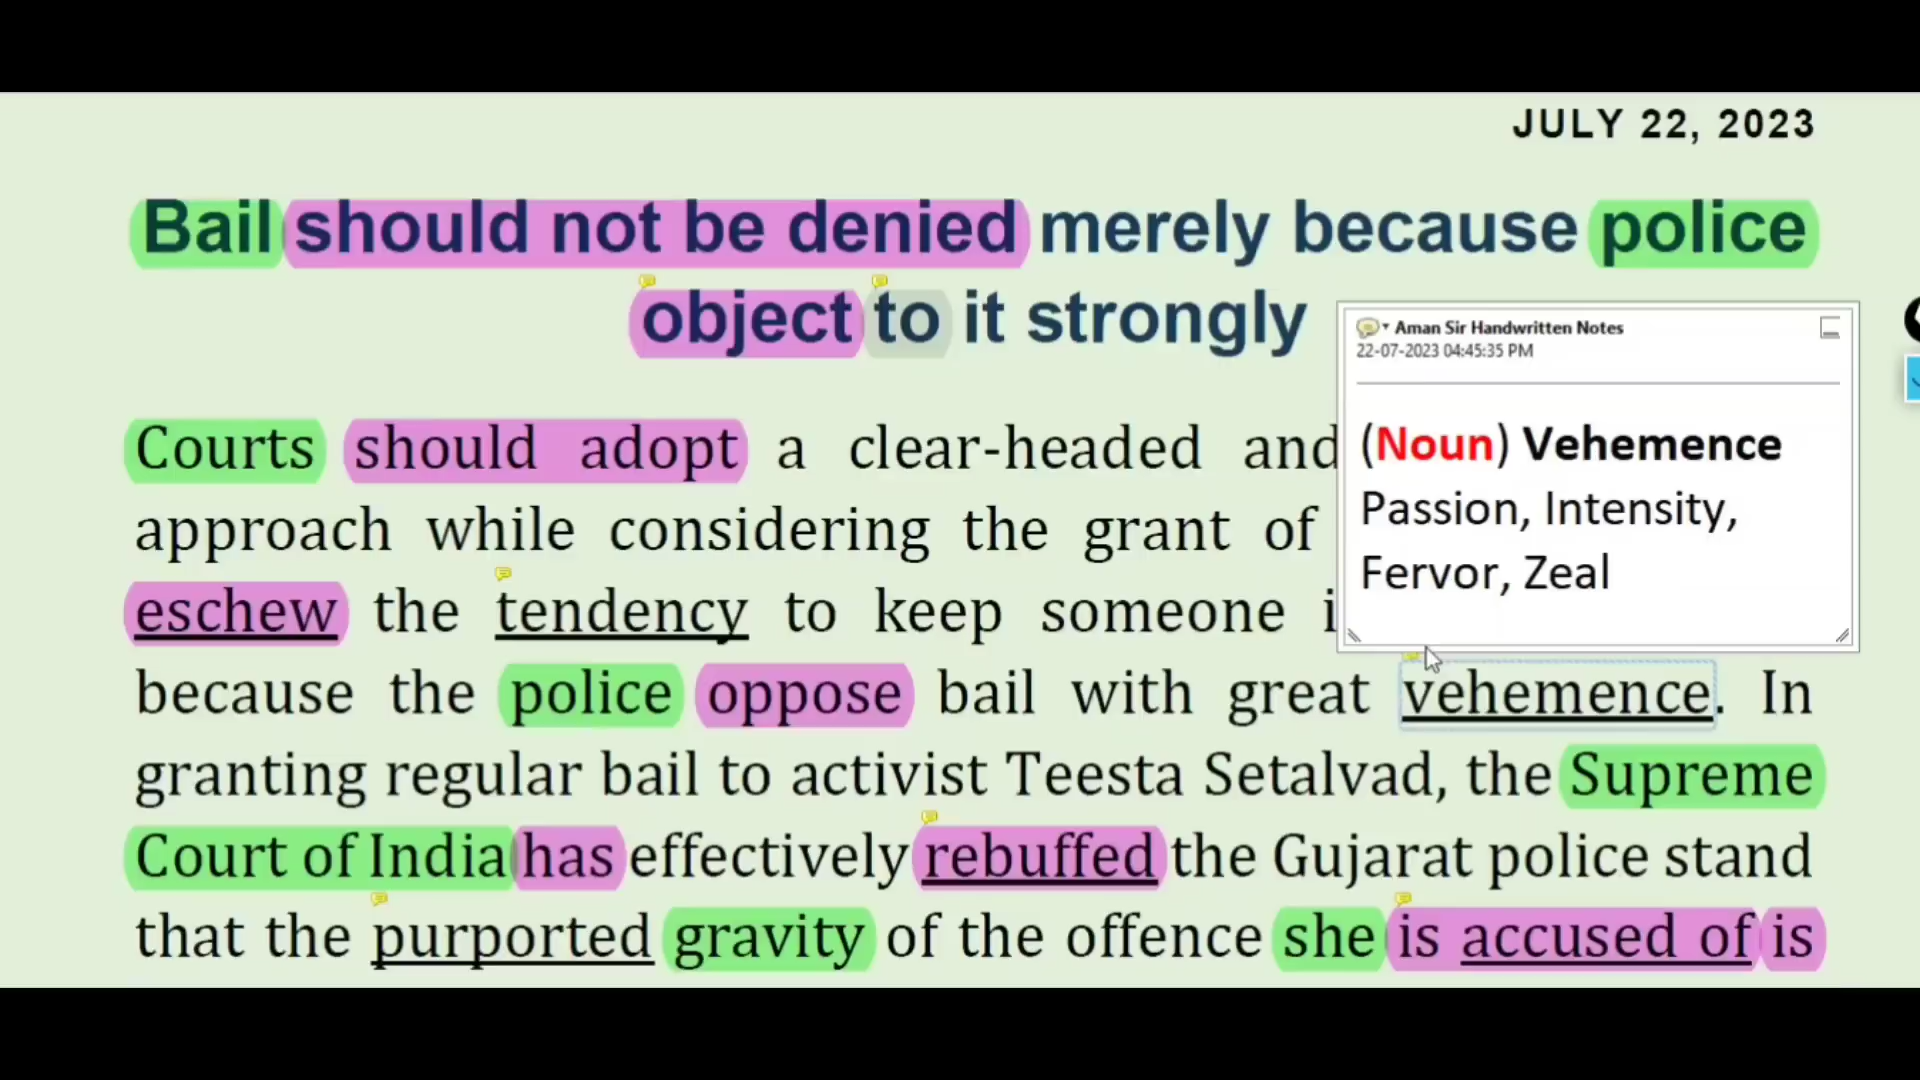 JULY 22, 2023
Bail should not be denied merely because police
object to it strongly
Aman Sir Handwritten Notes
22-07-2023 04:45:35 PM
(Noun) Vehemence
Passion, Intensity,
Fervor, Zeal
Courts should adopt a clear-headed and
approach while considering the grant of
eschew the tendency to keep someone
because the police oppose bail with great vehemence. In
granting regular bail to activist Teesta Setalvad, the Supreme
Court of India has effectively rebuffed the Gujarat police stand
that the purported gravity of the offence she is accused of is